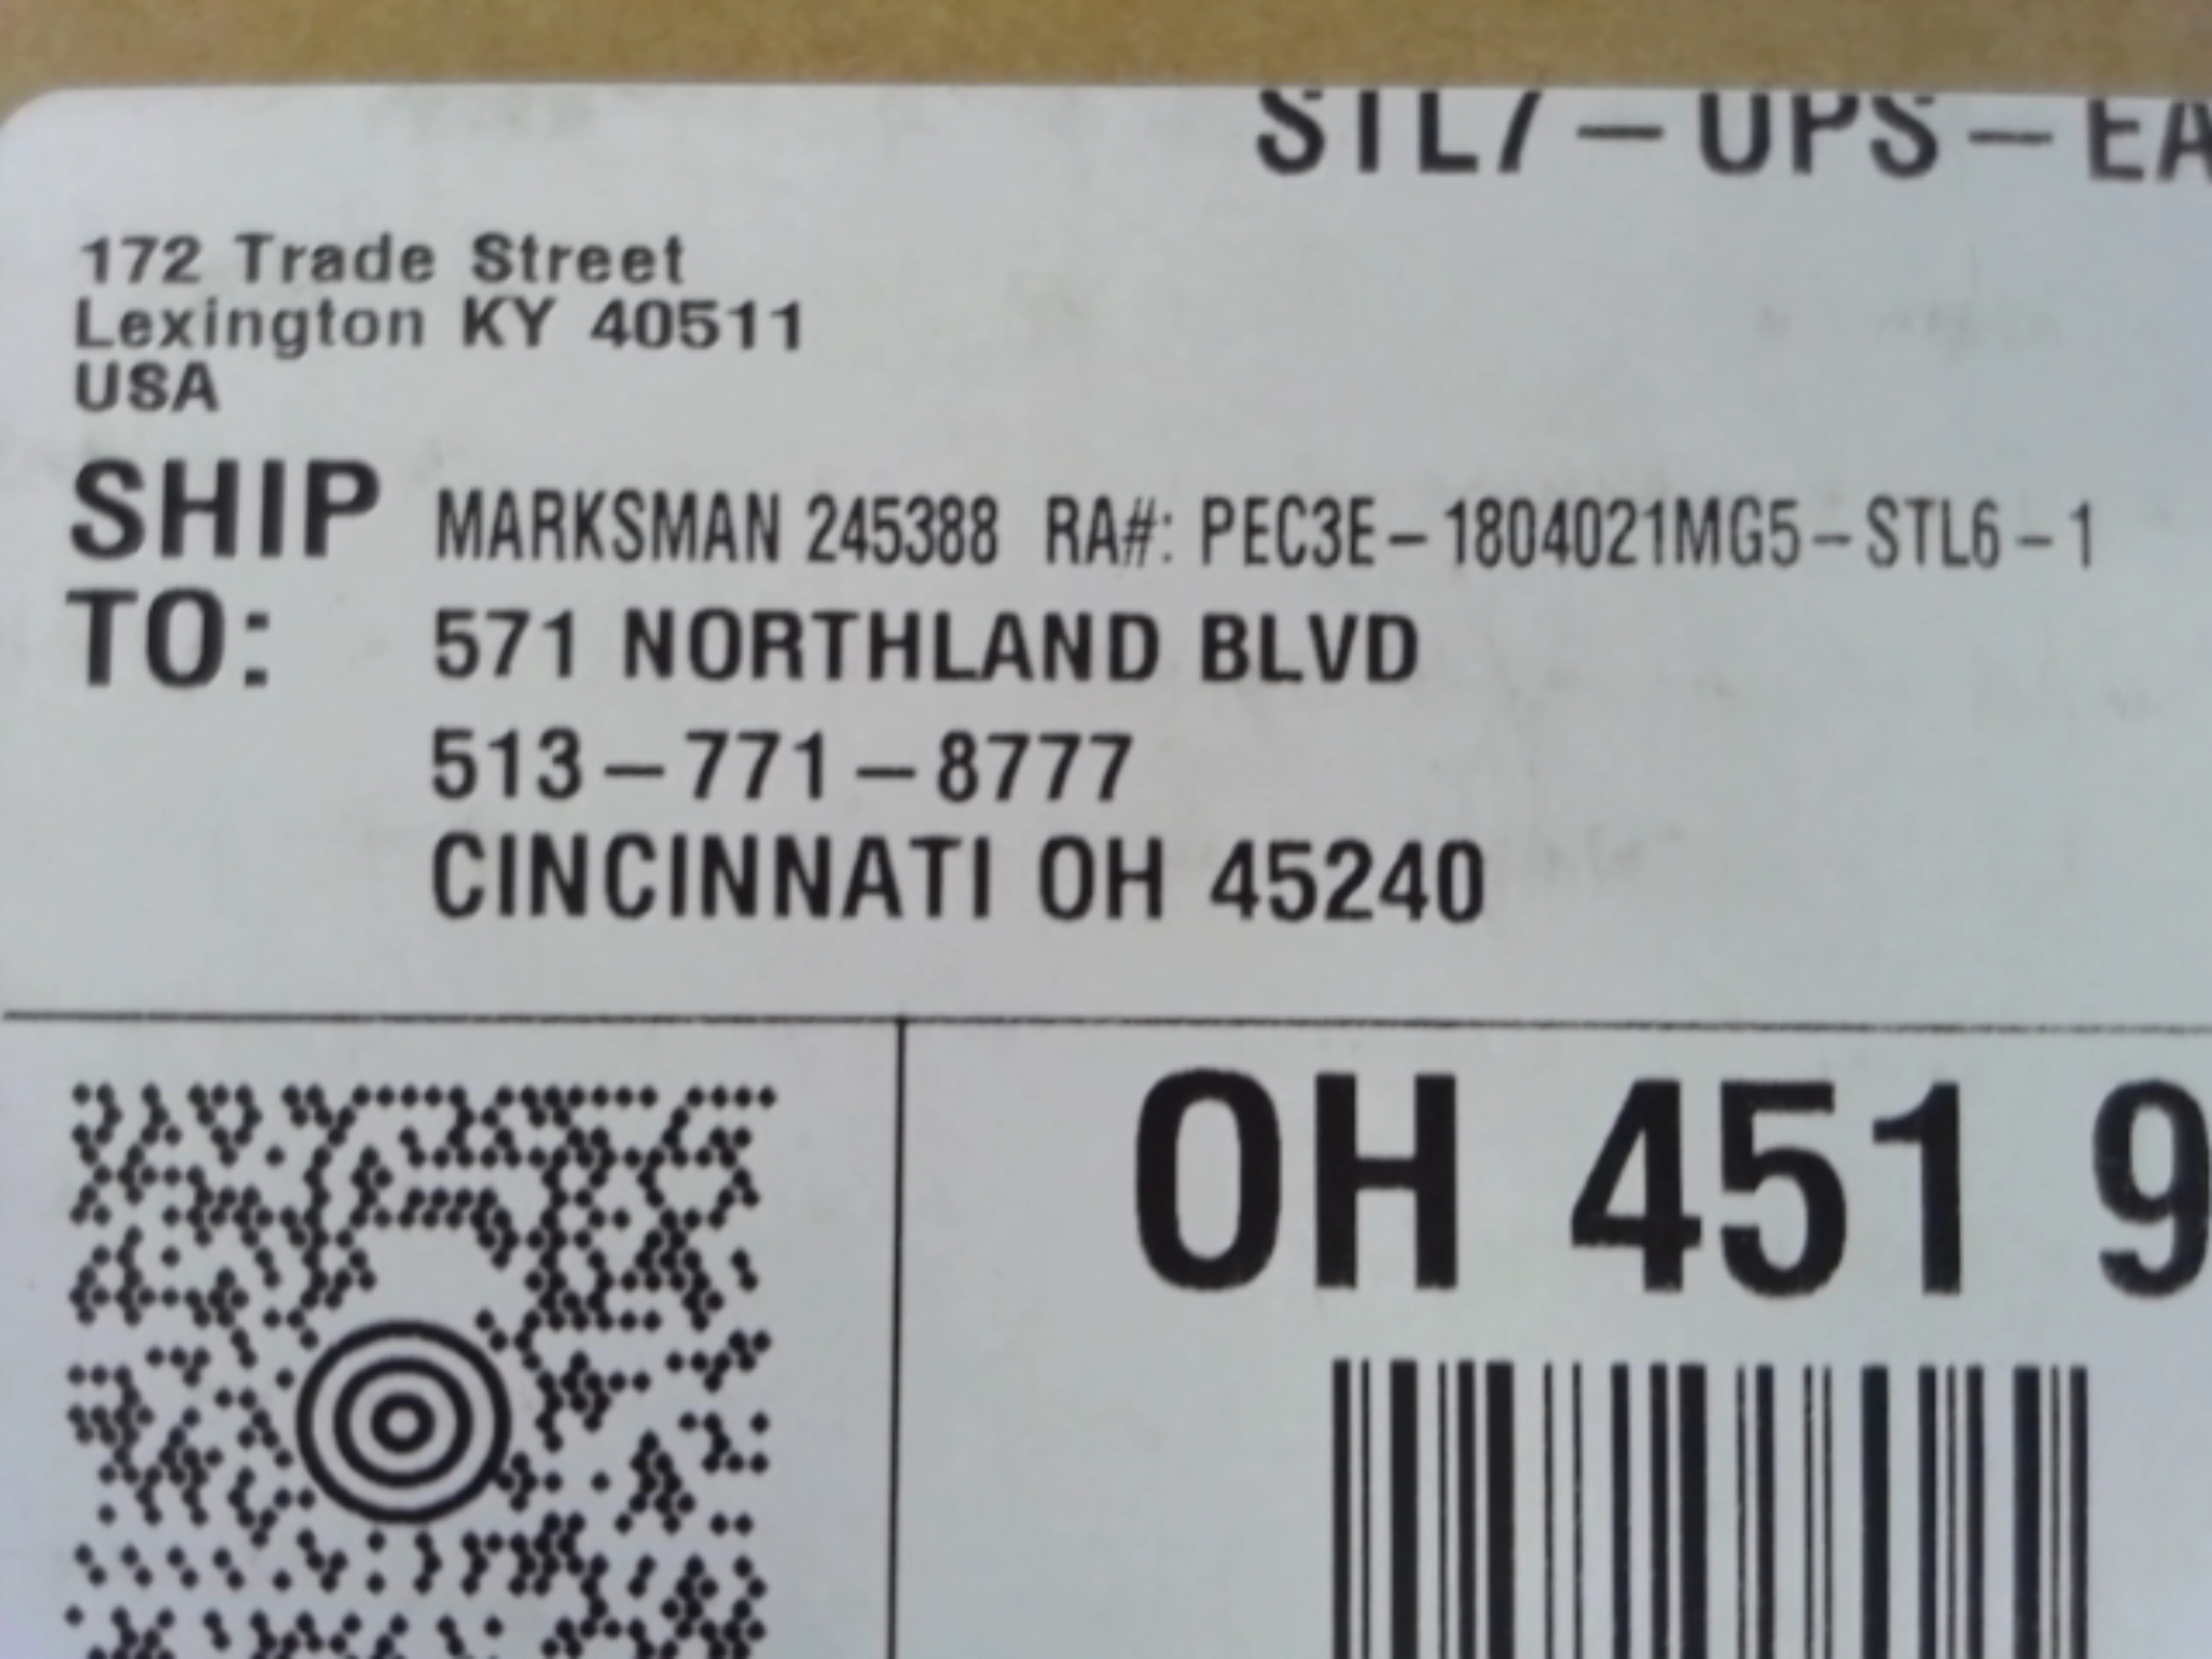 STL7-UPS-EA
172 Trade Street
Lexington KY 40511
USA
SHIP TO:
MARKSMAN 245388 RA#: PEC3E-1804021MG5-STL6-1
571 NORTHLAND BLVD
513-771-8777
CINCINNATI OH 45240
OH 451 9